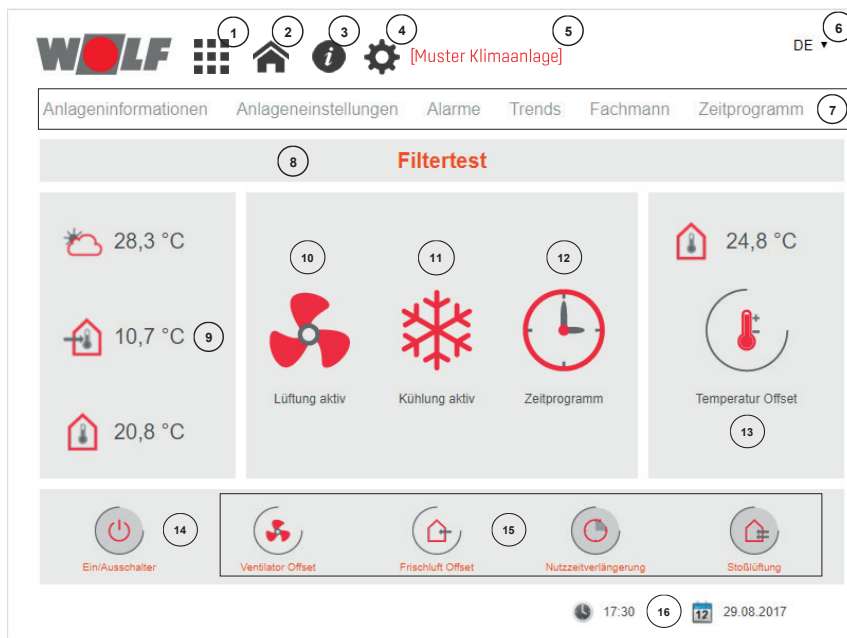 1 2 3 4 5 6
WOLF [Muster Klimaanlage] DE ▼
Anlageninformationen Anlageneinstellungen Alarme Trends Fachmann Zeitprogramm 7
8 Filtertest
28,3 °C
10,7 °C 9
20,8 °C
10 11 12
Lüftung aktiv Kühlung aktiv Zeitprogramm
24,8 °C
Temperatur Offset
13
14 15
Ein/Ausschalter Ventilator Offset Frischluft Offset Nutzzeitverlängerung Stoßlüftung
17:30 16 12 29.08.2017